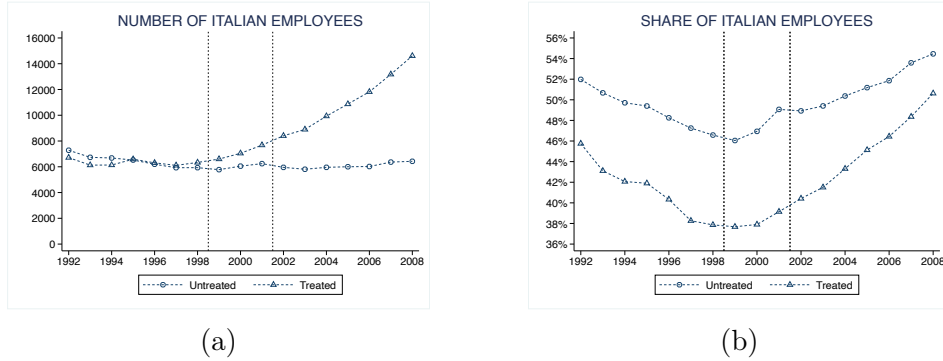 NUMBER OF ITALIAN EMPLOYEES
16000
14000
12000
10000
8000
6000
4000
2000
0
1992 1994 1996 1998 2000 2002 2004 2006 2008
Untreated Treated
(a)
SHARE OF ITALIAN EMPLOYEES
56%
54%
52%
50%
48%
46%
44%
42%
40%
38%
36%
1992 1994 1996 1998 2000 2002 2004 2006 2008
Untreated Treated
(b)